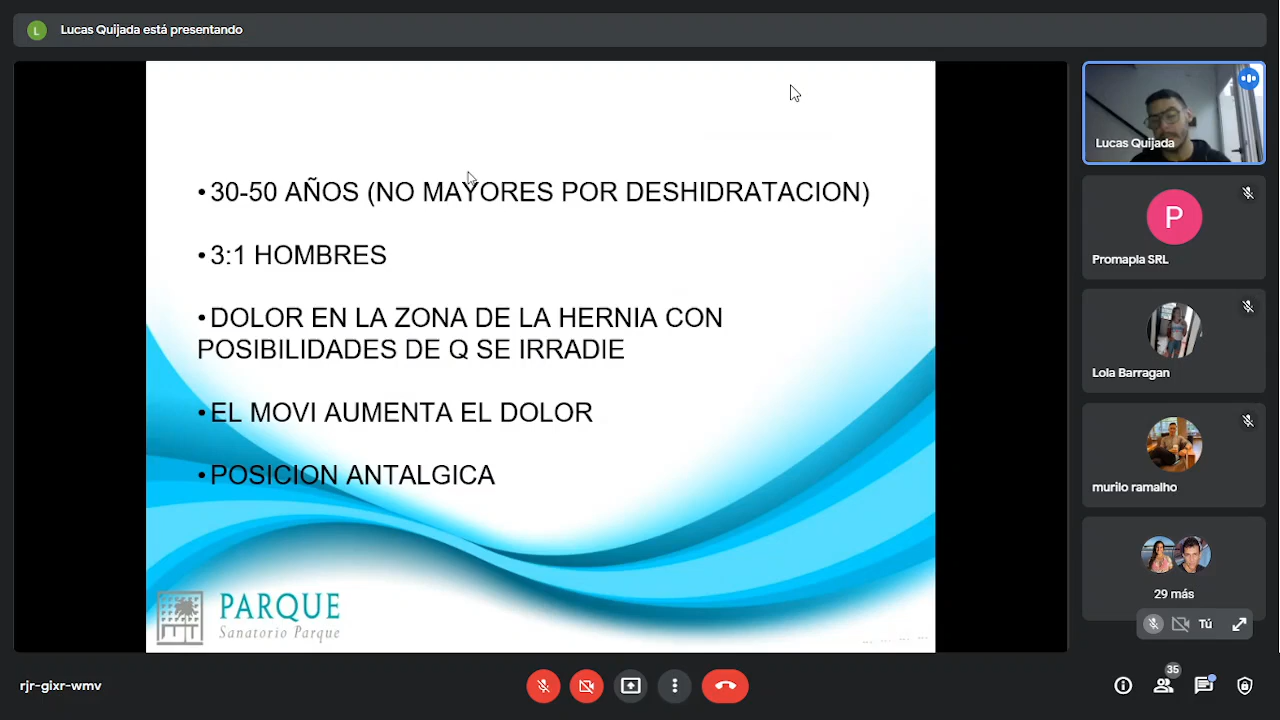 L
Lucas Quijada está presentando
• 30-50 AÑOS (NO MAYORES POR DESHIDRATACION)
• 3:1 HOMBRES
• DOLOR EN LA ZONA DE LA HERNIA CON
POSIBILIDADES DE Q SE IRRADIE
• EL MOVI AUMENTA EL DOLOR
• POSICION ANTALGICA
PARQUE
Sanatorio Parque
Lucas Quijada
P
Promapla SRL
Lola Barragan
murilo ramalho
29 más
Tú
rjr-gixr-wmv
35